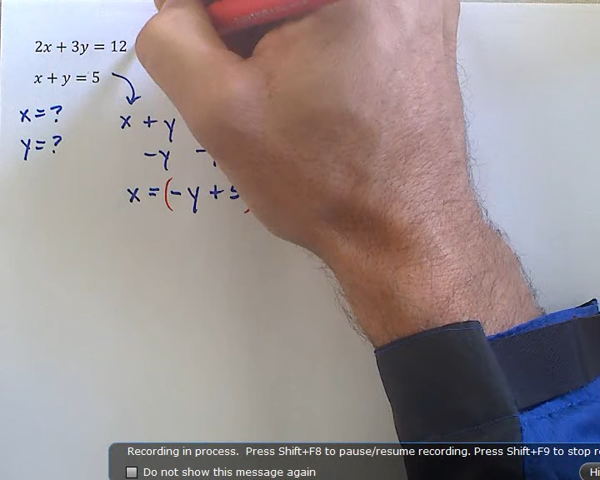 2x + 3y = 12
x + y = 5
x = ?
y = ?
x + y
-y -
x = (-y + 5)
Recording in process. Press Shift+F8 to pause/resume recording. Press Shift+F9 to stop
Do not show this message again